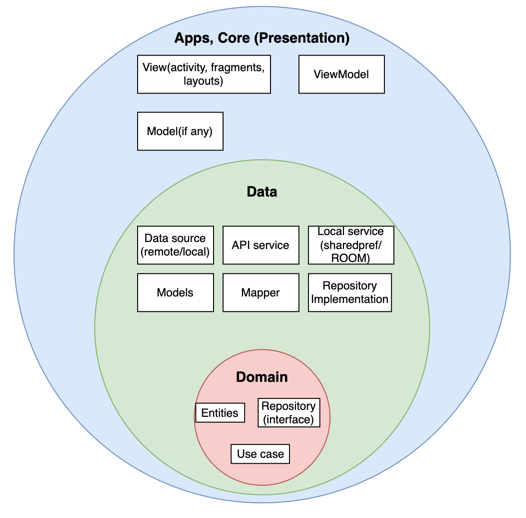 Apps, Core (Presentation)
View(activity, fragments,
layouts)
ViewModel
Model(if any)
Data
Data source
(remote/local)
API service
Local service
(sharedpref/
ROOM)
Models
Mapper
Repository
Implementation
Domain
Entities
Repository
(interface)
Use case